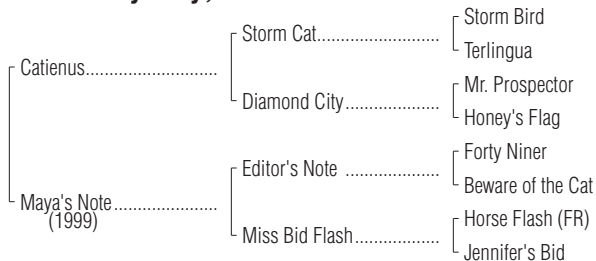 Storm Bird
Storm Cat........................................
Terlingua
Catienus...........................................
Mr. Prospector
Diamond City...............................
Honey's Flag
Forty Niner
Editor's Note ..............................
Beware of the Cat
Maya's Note..................................
(1999)
Horse Flash (FR)
Miss Bid Flash...........................
Jennifer's Bid